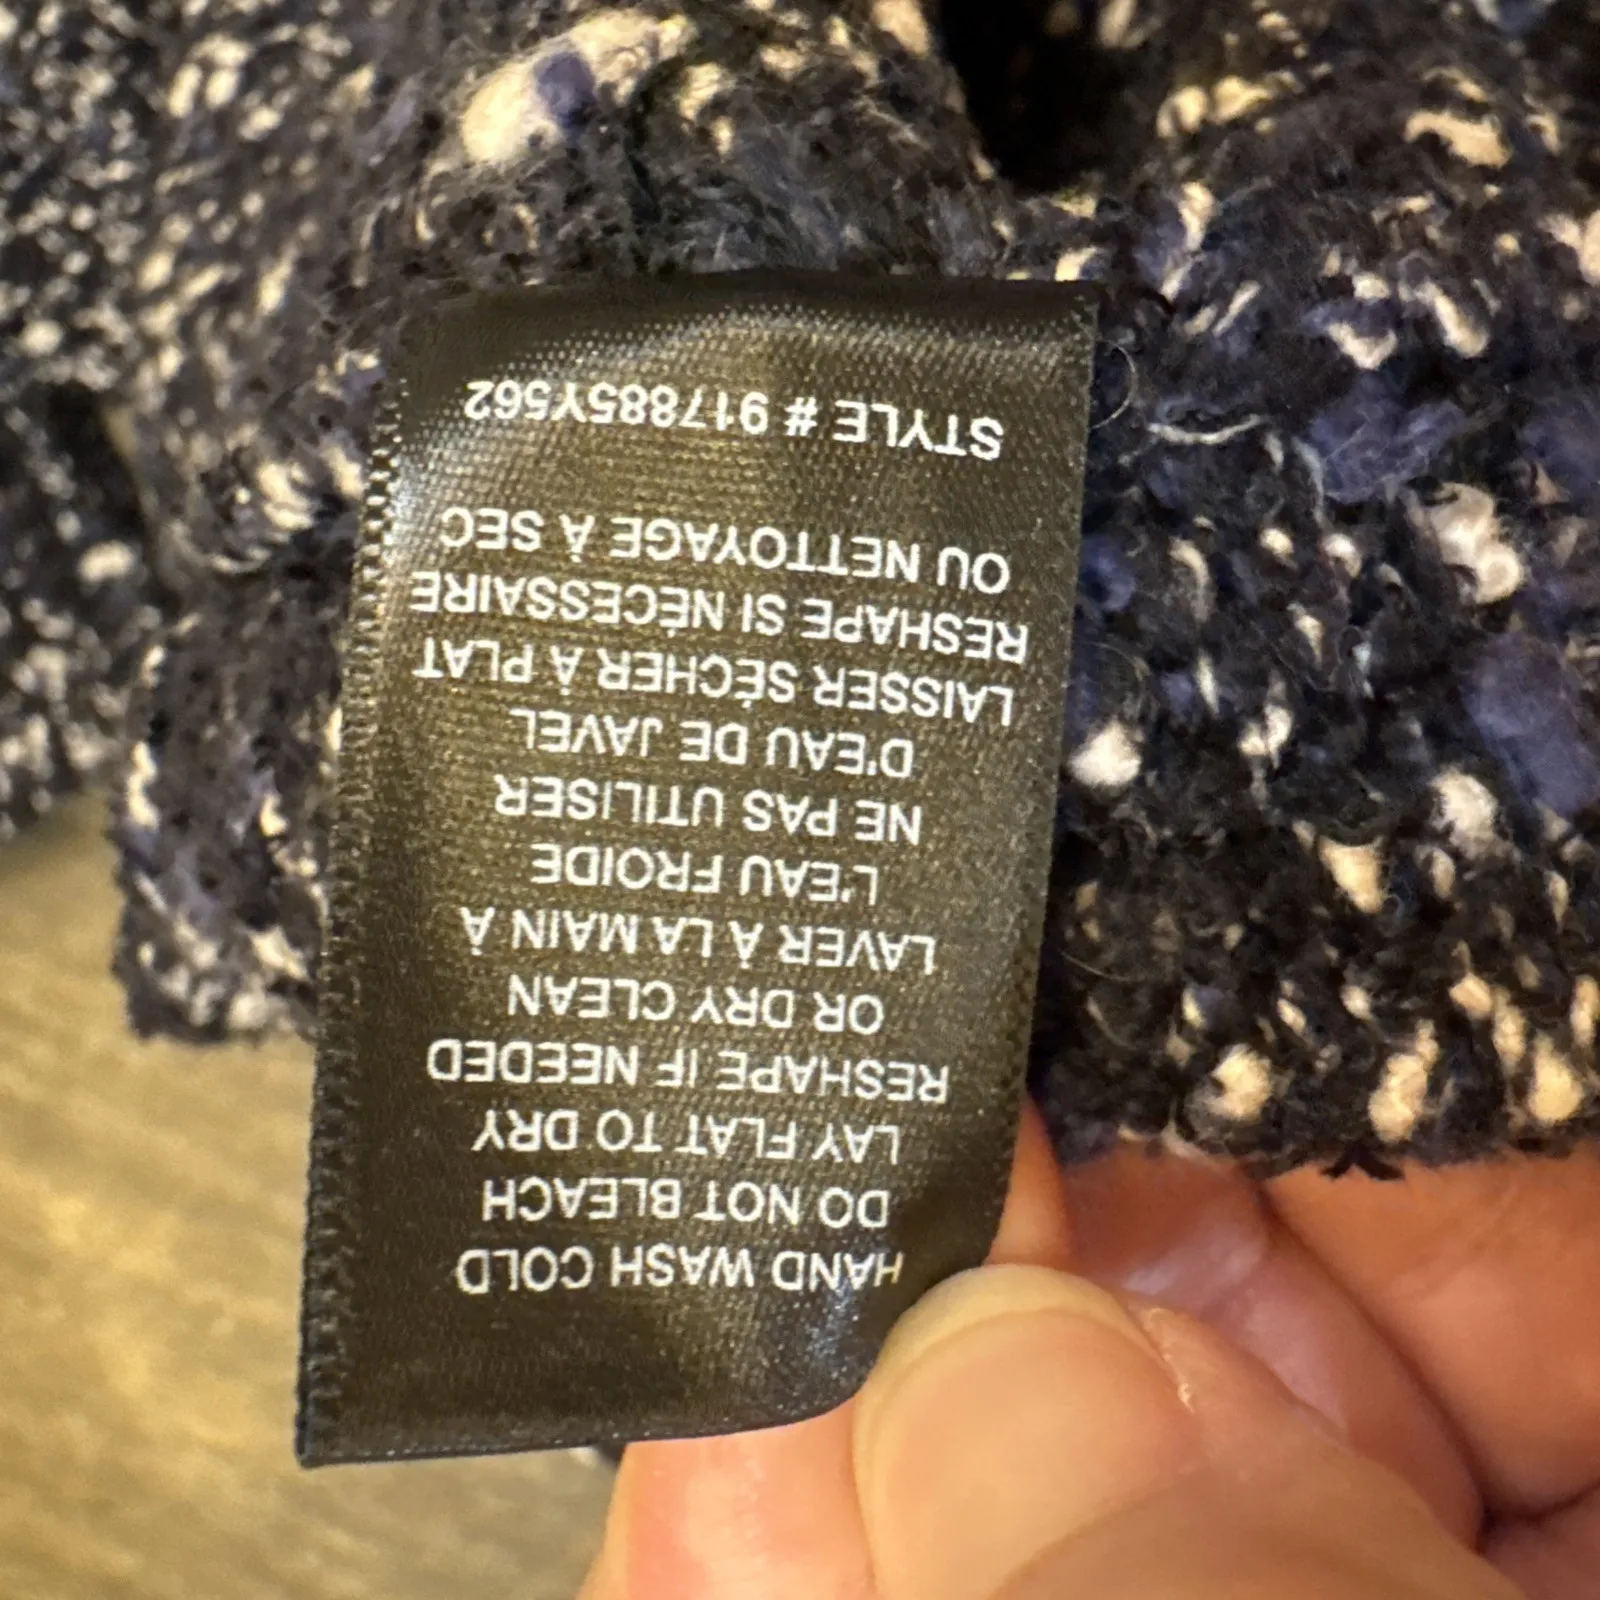 HAND WASH COLD
DO NOT BLEACH
LAY FLAT TO DRY
RESHAPE IF NEEDED
OR DRY CLEAN
LAVER À LA MAIN À
L'EAU FROIDE
NE PAS UTILISER
D'EAU DE JAVEL
LAISSER SÉCHER À PLAT
RESHAPE SI NÉCESSAIRE
OU NETTOYAGE À SEC
STYLE # 917885Y562